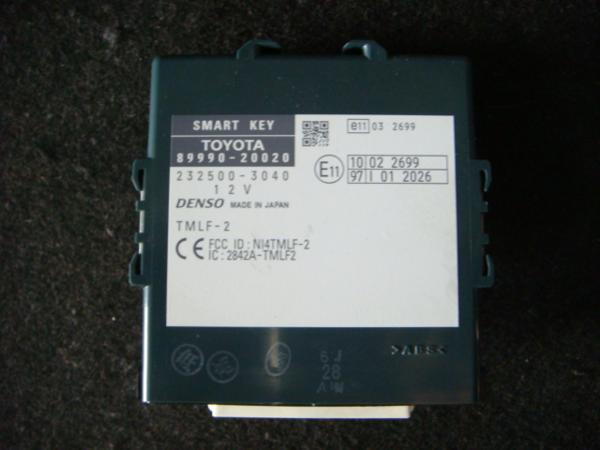 SMART KEY
TOYOTA
89990-20020
232500-3040
12V
DENSO MADE IN JAPAN
TMLF-2
CE FCC ID : NI4TMLF-2
IC : 2842A-TMLF2
e11 03 2699
E11
10 02 2699
97 I 01 2026
6J
28
>ABS<